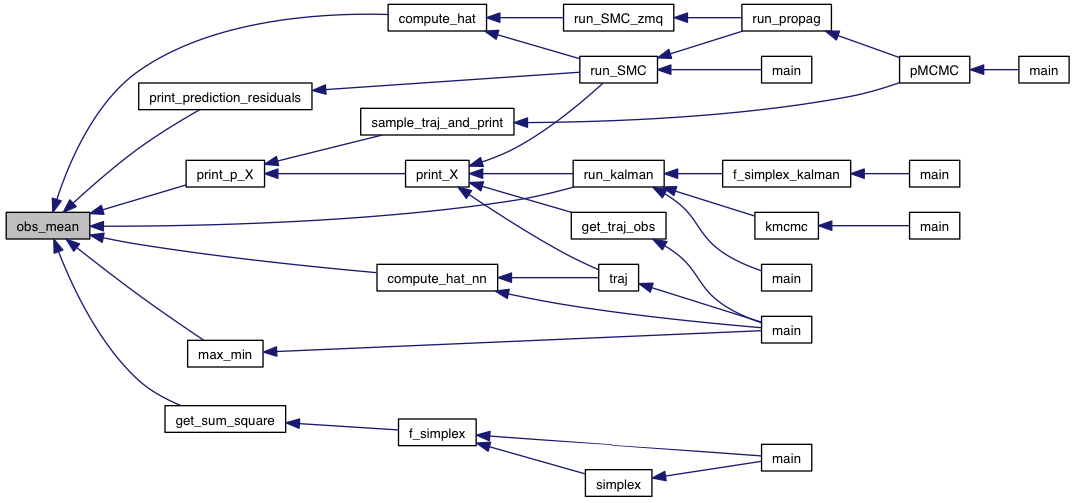 compute_hat
run_SMC_zmq
run_propag
run_SMC
main
pMCMC
main
print_prediction_residuals
sample_traj_and_print
print_p_X
print_X
run_kalman
f_simplex_kalman
main
obs_mean
get_traj_obs
kmcmc
main
compute_hat_nn
traj
main
main
max_min
get_sum_square
f_simplex
main
simplex